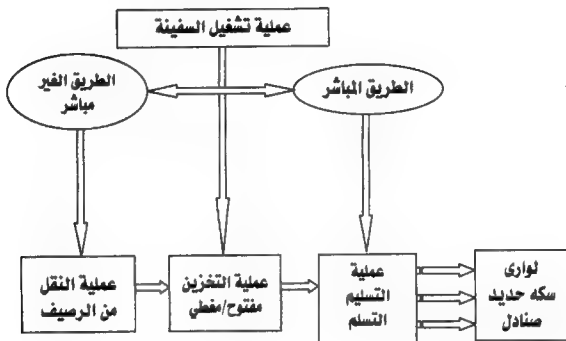 عملية تشغيل السفينة
الطريق المباشر
الطريق الغير
مباشر
لوارى
سكه حديد
صنادل
عملية
التسليم
التسلم
عملية التخزين
مفتوح/مغطي
عملية النقل
من الرصيف